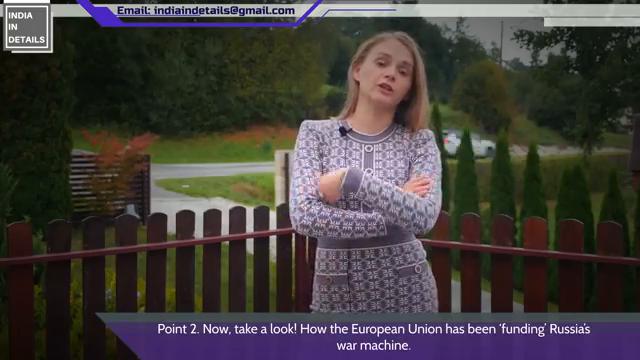 INDIA
IN
DETAILS
Email: indiaindetails@gmail.com
Point 2. Now, take a look! How the European Union has been 'funding' Russia's
war machine.